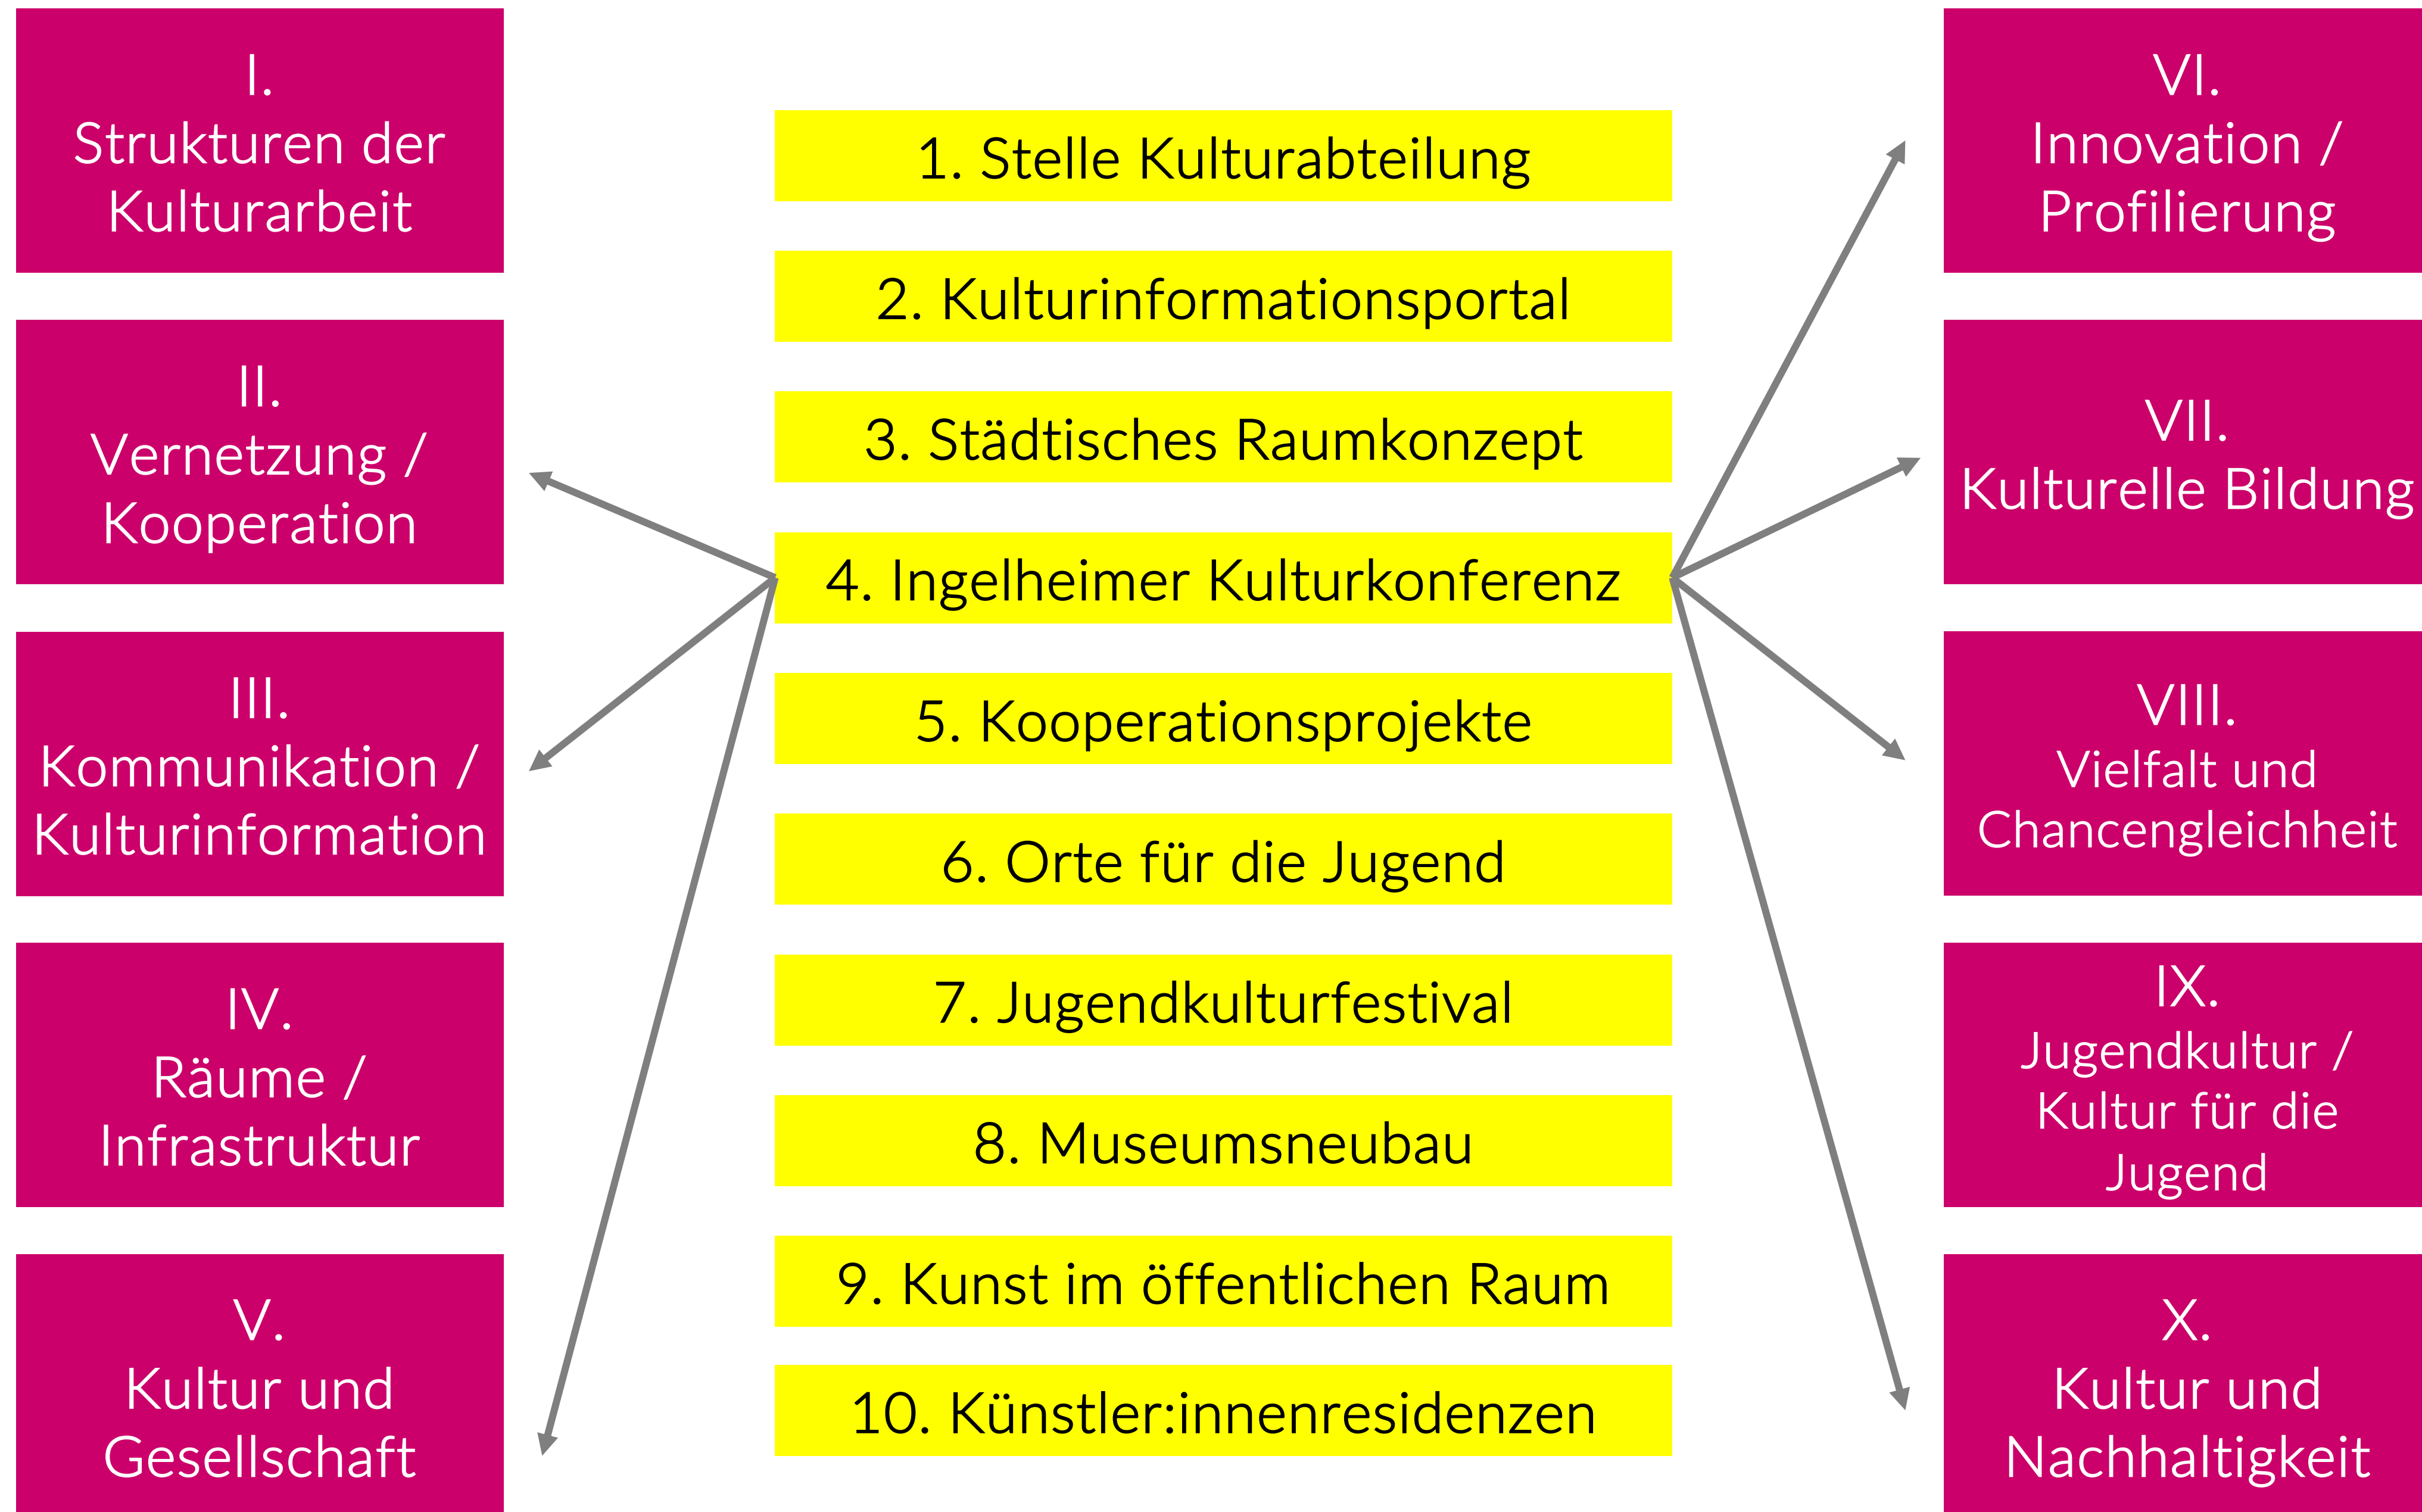 I.
Strukturen der
Kulturarbeit
II.
Vernetzung /
Kooperation
III.
Kommunikation /
Kulturinformation
IV.
Räume /
Infrastruktur
V.
Kultur und
Gesellschaft
1. Stelle Kulturabteilung
2. Kulturinformationsportal
3. Städtisches Raumkonzept
4. Ingelheimer Kulturkonferenz
5. Kooperationsprojekte
6. Orte für die Jugend
7. Jugendkulturfestival
8. Museumsneubau
9. Kunst im öffentlichen Raum
10. Künstler:innenresidenzen
VI.
Innovation /
Profilierung
VII.
Kulturelle Bildung
VIII.
Vielfalt und
Chancengleichheit
IX.
Jugendkultur /
Kultur für die
Jugend
X.
Kultur und
Nachhaltigkeit